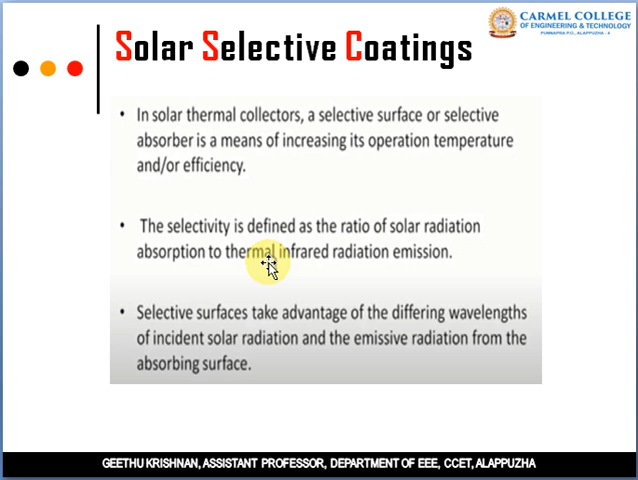 CARMEL COLLEGE
OF ENGINEERING & TECHNOLOGY
PUNNAPRA P.O., ALAPPUZHA - 4
Solar Selective Coatings
• In solar thermal collectors, a selective surface or selective
absorber is a means of increasing its operation temperature
and/or efficiency.
• The selectivity is defined as the ratio of solar radiation
absorption to thermal infrared radiation emission.
• Selective surfaces take advantage of the differing wavelengths
of incident solar radiation and the emissive radiation from the
absorbing surface.
GEETHU KRISHNAN, ASSISTANT PROFESSOR, DEPARTMENT OF EEE, CCET, ALAPPUZHA